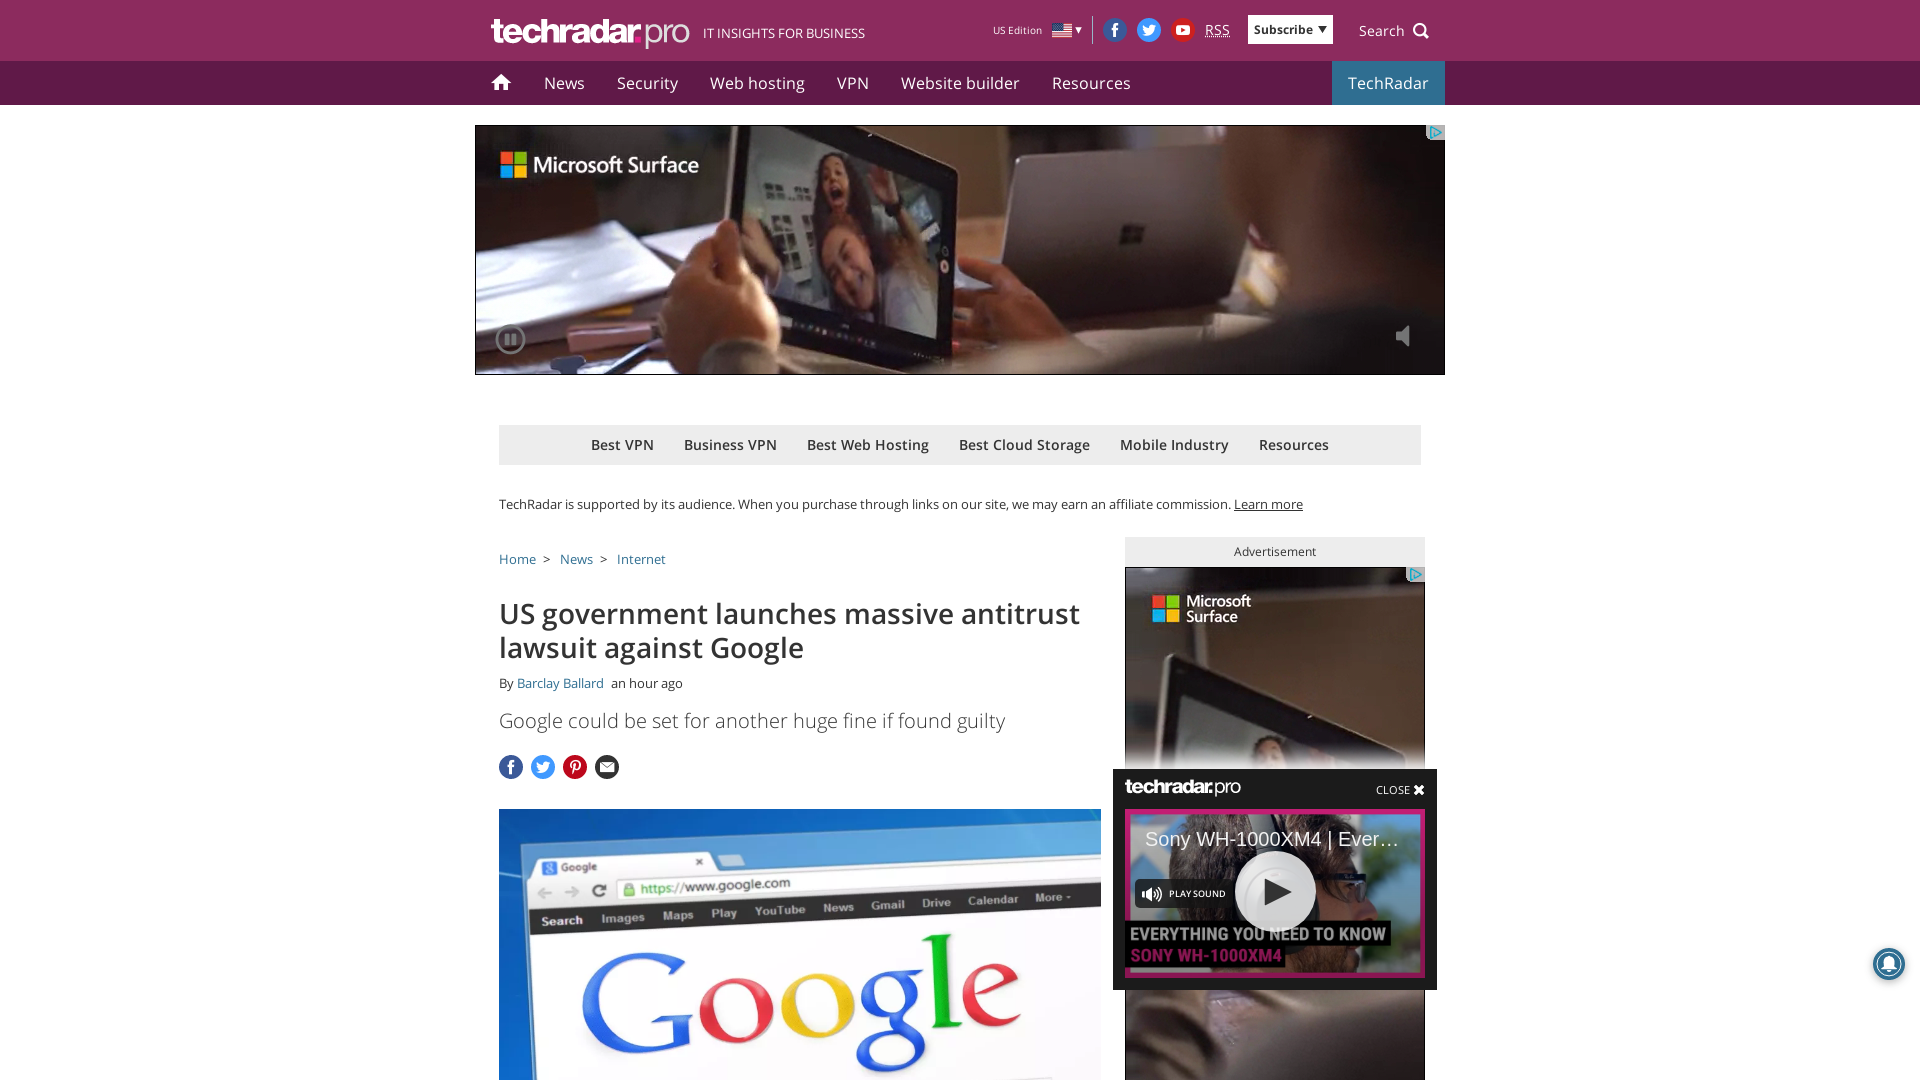 techradar.pro IT INSIGHTS FOR BUSINESS US Edition RSS Subscribe Search
News Security Web hosting VPN Website builder Resources TechRadar
Microsoft Surface
Best VPN Business VPN Best Web Hosting Best Cloud Storage Mobile Industry Resources
TechRadar is supported by its audience. When you purchase through links on our site, we may earn an affiliate commission. Learn more
Home > News > Internet
US government launches massive antitrust
lawsuit against Google
By Barclay Ballard an hour ago
Google could be set for another huge fine if found guilty
Google
https://www.google.com
Search Images Maps Play YouTube News Gmail Drive Calendar More
Google
Advertisement
Microsoft
Surface
techradar.pro CLOSE
Sony WH-1000XM4 | Ever...
PLAY SOUND
EVERYTHING YOU NEED TO KNOW
SONY WH-1000XM4